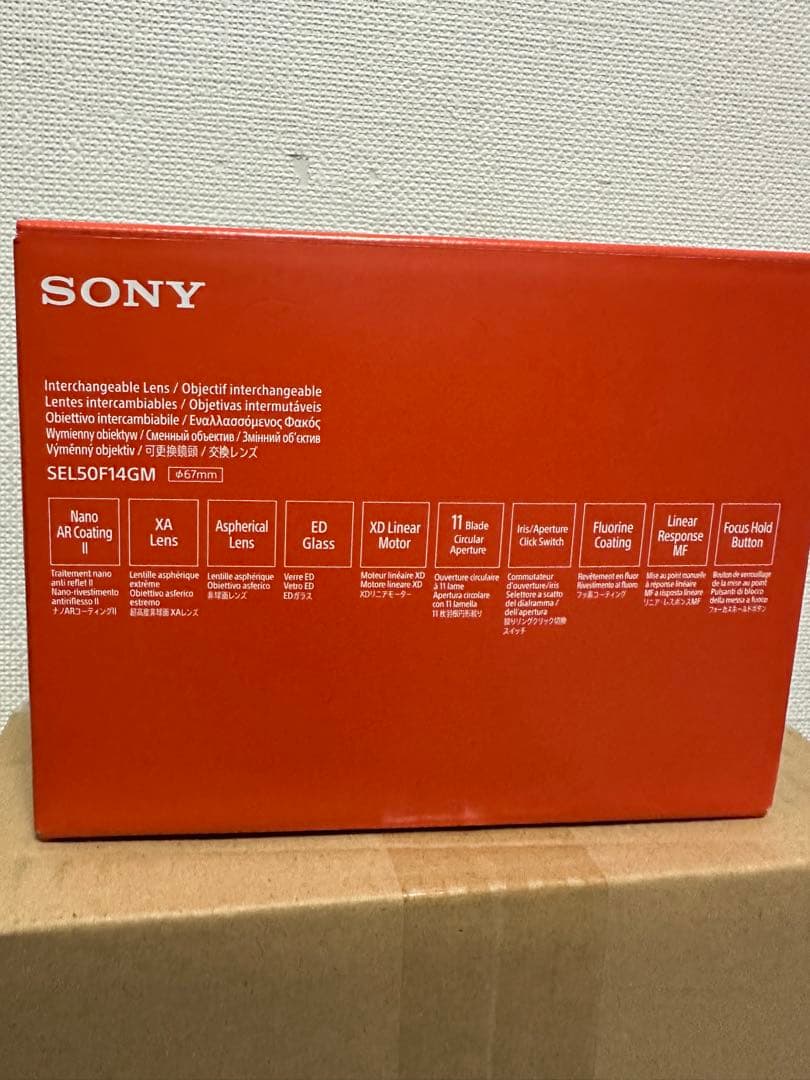 SONY
Interchangeable Lens / Objectif interchangeable
Lentes intercambiables / Objetivas intermutáveis
Obiettivo intercambiabile / Εναλλασσόμενος Φακός
Wymienny obiektyw / Сменный объектив / Змінний об'єктив
Výměnný objektiv / 可更換鏡頭 / 交換レンズ
SEL50F14GM φ67mm
Nano
AR Coating
II
Traitement nano
anti reflet II
Nano-rivestimento
antiriflesso II
ナノARコーティングII
XA
Lens
Lentille asphérique
extrême
Obiettivo asferico
estremo
超高度非球面 XAレンズ
Aspherical
Lens
Lentille asphérique
Obiettivo asferico
非球面レンズ
ED
Glass
Verre ED
Vetro ED
EDガラス
XD Linear
Motor
Moteur linéaire XD
Motore lineare XD
XDリニアモーター
11 Blade
Circular
Aperture
Ouverture circulaire
à 11 lame
Apertura circolare
con 11 lamella
11 枚羽根円形絞り
Iris/Aperture
Click Switch
Commutateur
d'ouverture/iris
Selettore a scatto
del dialramma /
dell'apertura
絞りリングクリック切換
スイッチ
Fluorine
Coating
Revêtement en fluor
Rivestimento al fluoro
フッ素コーティング
Linear
Response
MF
Mise au point manuelle
à réponse linéaire
MF a risposta lineare
リニア・レスポンスMF
Focus Hold
Button
Bouton de verrouillage
de la mise au point
Pulsanti di blocco
della messa a fuoco
フォーカスホールドボタン